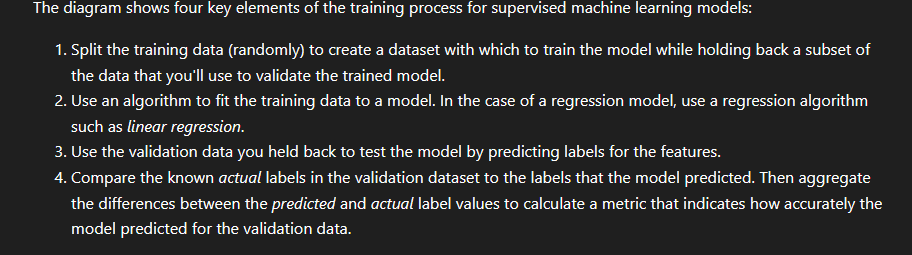 The diagram shows four key elements of the training process for supervised machine learning models:
1. Split the training data (randomly) to create a dataset with which to train the model while holding back a subset of
the data that you'll use to validate the trained model.
2. Use an algorithm to fit the training data to a model. In the case of a regression model, use a regression algorithm
such as linear regression.
3. Use the validation data you held back to test the model by predicting labels for the features.
4. Compare the known actual labels in the validation dataset to the labels that the model predicted. Then aggregate
the differences between the predicted and actual label values to calculate a metric that indicates how accurately the
model predicted for the validation data.